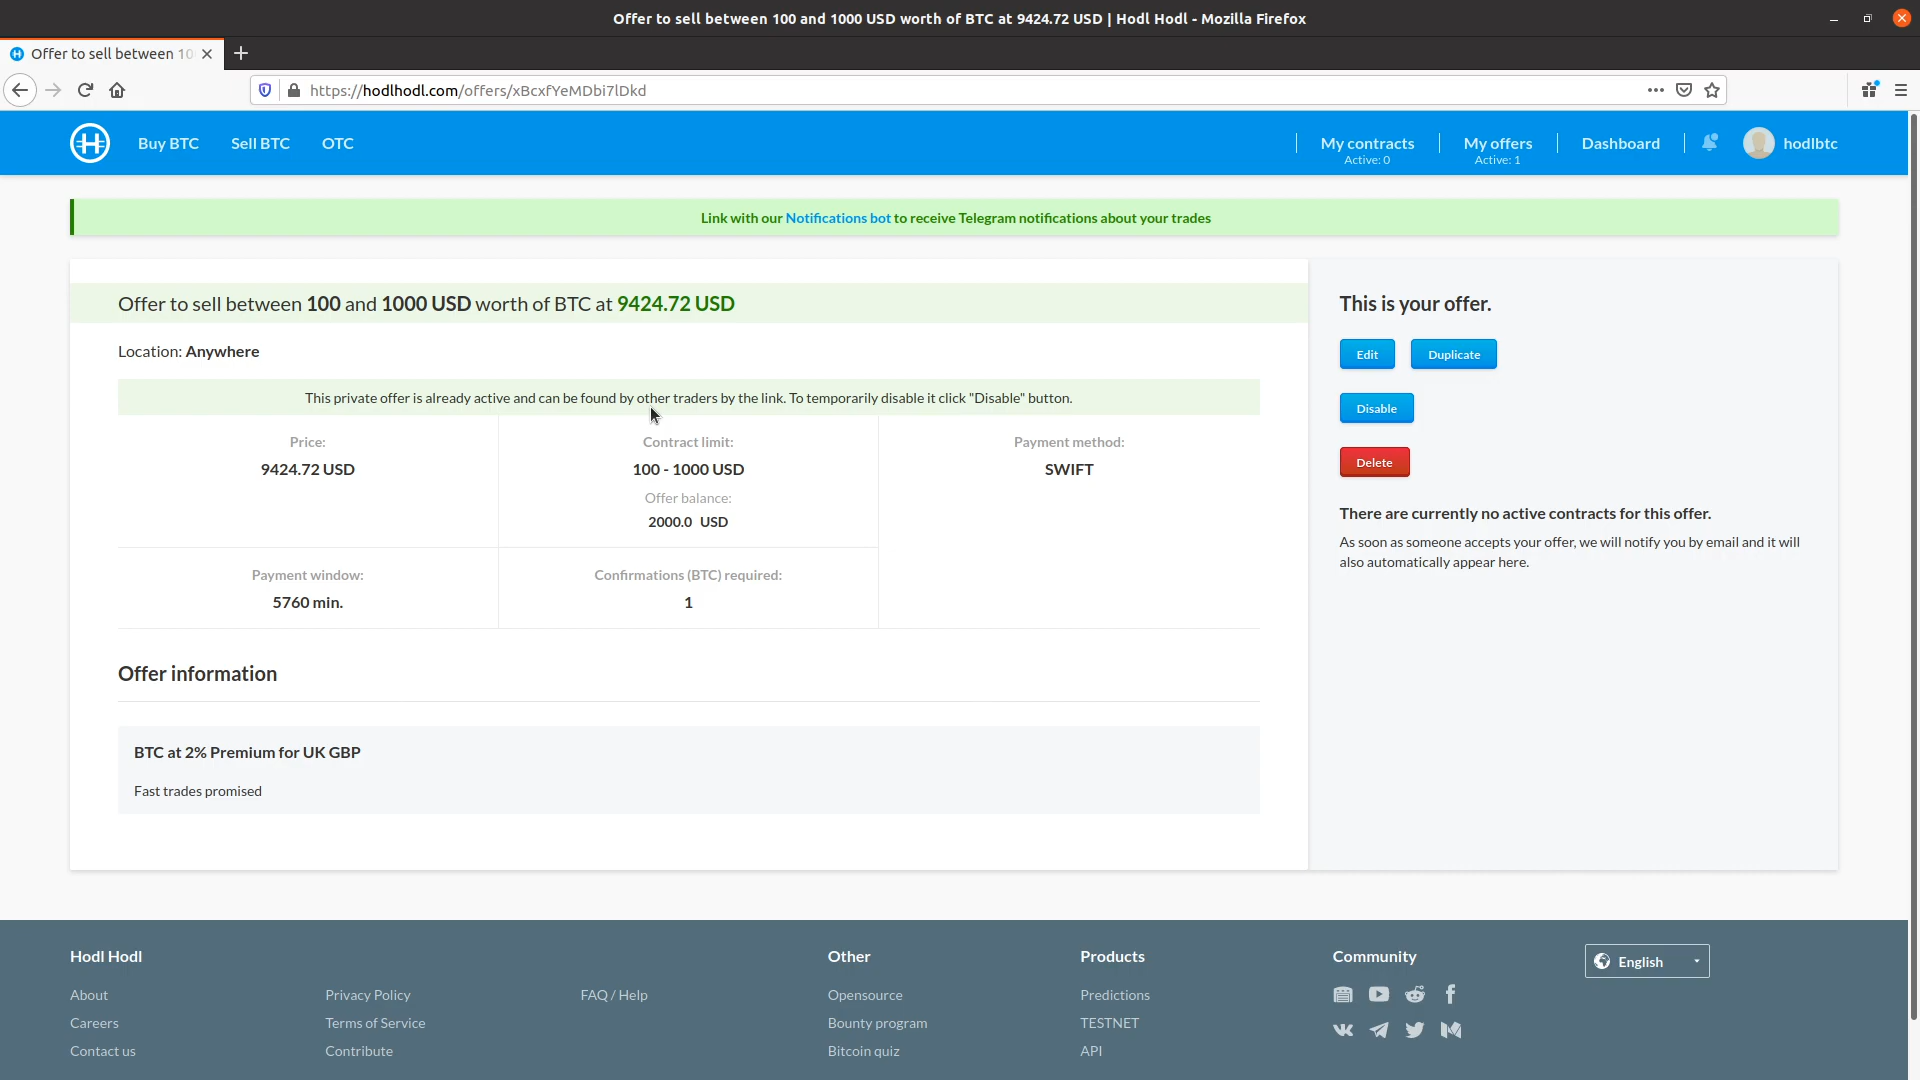 Offer to sell between 100 and 1000 USD worth of BTC at 9424.72 USD | Hodl Hodl - Mozilla Firefox
Offer to sell between 10
https://hodlhodl.com/offers/xBcxfYeMDbi7lDkd
Buy BTC Sell BTC OTC My contracts My offers Dashboard hodlbtc
Active: 0 Active: 1
Link with our Notifications bot to receive Telegram notifications about your trades
Offer to sell between 100 and 1000 USD worth of BTC at 9424.72 USD
Location: Anywhere
This private offer is already active and can be found by other traders by the link. To temporarily disable it click "Disable" button.
Price:
9424.72 USD
Contract limit:
100 - 1000 USD
Offer balance:
2000.0 USD
Payment method:
SWIFT
Payment window:
5760 min.
Confirmations (BTC) required:
1
Offer information
BTC at 2% Premium for UK GBP
Fast trades promised
This is your offer.
Edit Duplicate
Disable
Delete
There are currently no active contracts for this offer.
As soon as someone accepts your offer, we will notify you by email and it will
also automatically appear here.
Hodl Hodl
About
Careers
Contact us
Privacy Policy
Terms of Service
Contribute
FAQ / Help
Other
Opensource
Bounty program
Bitcoin quiz
Products
Predictions
TESTNET
API
Community
English